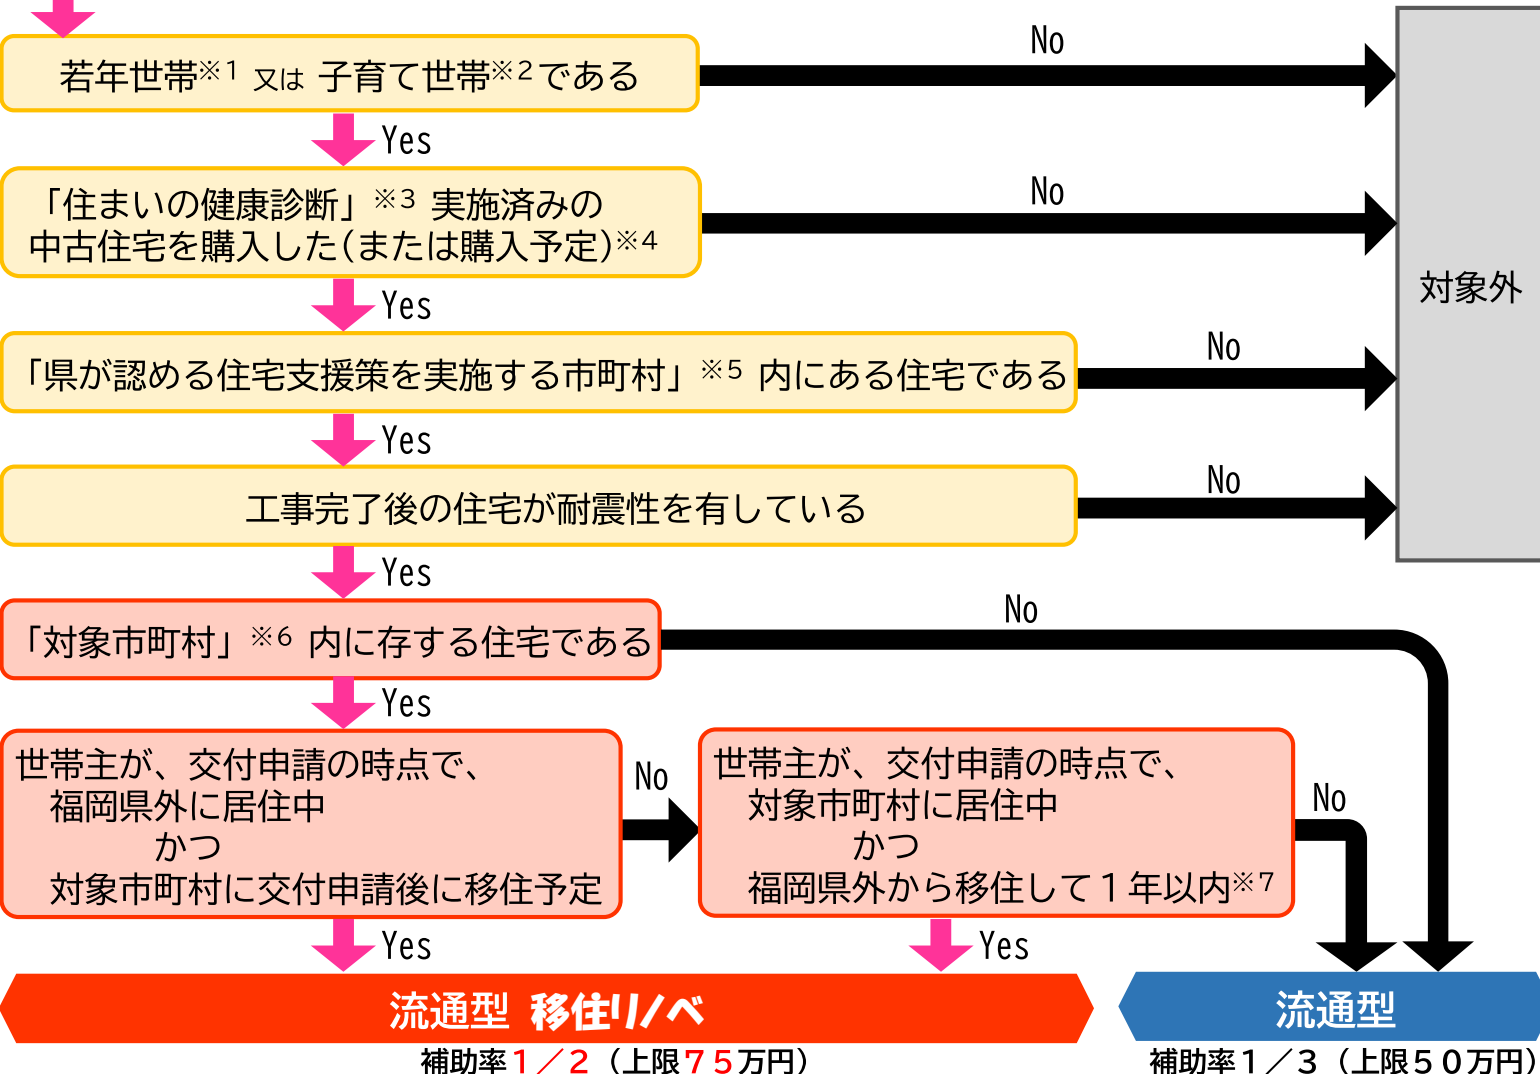 若年世帯※1 又は 子育て世帯※2である
No
Yes
「住まいの健康診断」※3 実施済みの
中古住宅を購入した(または購入予定)※4
No
対象外
Yes
「県が認める住宅支援策を実施する市町村」※5 内にある住宅である
No
Yes
工事完了後の住宅が耐震性を有している
No
Yes
「対象市町村」※6 内に存する住宅である
No
Yes
世帯主が、交付申請の時点で、
福岡県外に居住中
かつ
対象市町村に交付申請後に移住予定
No
世帯主が、交付申請の時点で、
対象市町村に居住中
かつ
福岡県外から移住して１年以内※7
No
Yes
Yes
流通型 移住リノベ
補助率１／２（上限７５万円）
流通型
補助率１／３（上限５０万円）